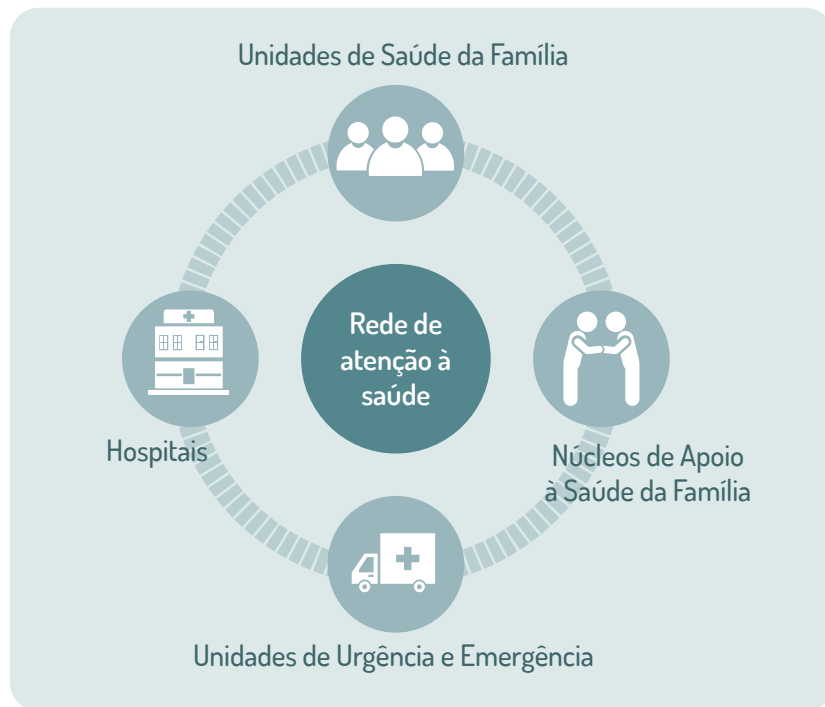 Unidades de Saúde da Família
Rede de
atenção à
saúde
Hospitais
Núcleos de Apoio
à Saúde da Família
Unidades de Urgência e Emergência